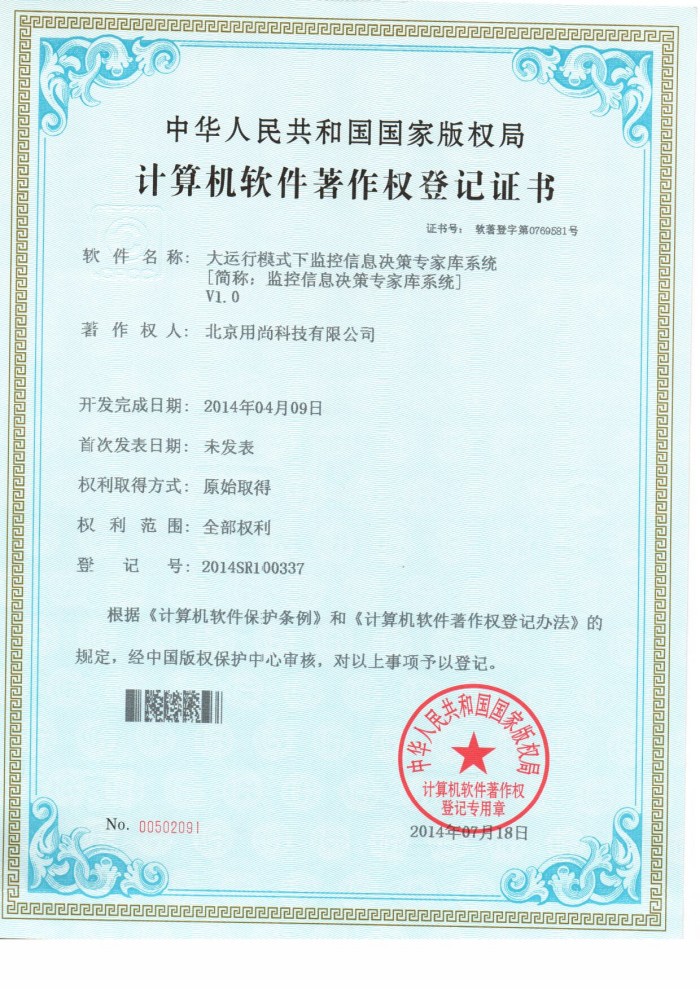 中华人民共和国国家版权局
计算机软件著作权登记证书
证书号： 软著登字第0769581号
软件名称： 大运行模式下监控信息决策专家库系统
[简称：监控信息决策专家库系统]
V1.0
著作权人： 北京用尚科技有限公司
开发完成日期： 2014年04月09日
首次发表日期： 未发表
权利取得方式： 原始取得
权利范围： 全部权利
登记号： 2014SR100337
根据《计算机软件保护条例》和《计算机软件著作权登记办法》的
规定，经中国版权保护中心审核，对以上事项予以登记。
中华人民共和国国家版权局
计算机软件著作权
登记专用章
No. 00502091
2014年07月18日